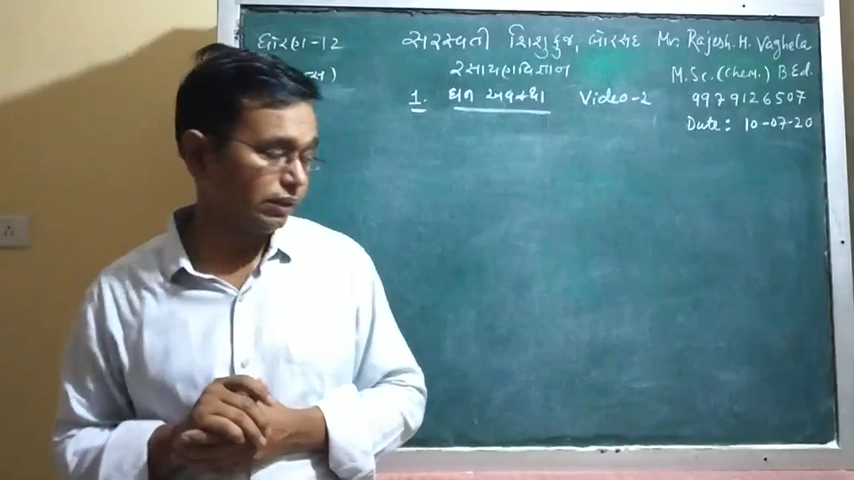 ધોરણ-12 સરસ્વતી શિશુકુંજ, બોરસદ Mr. Rajesh. H. Vaghela
રસાયણવિજ્ઞાન M.Sc.(Chem.) B.Ed.
1. ઘન અવસ્થા Video-2 9979126507
Date: 10-07-20